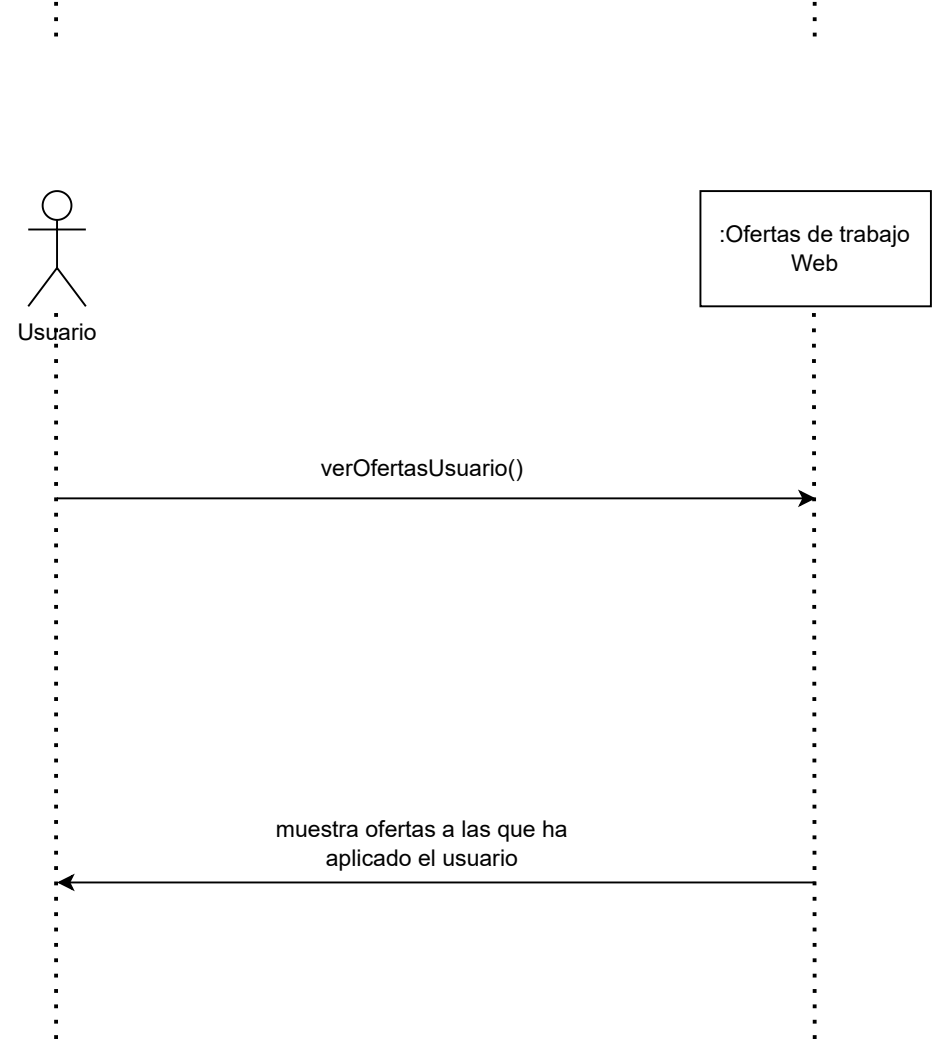 :Ofertas de trabajo
Web
Usuario
verOfertasUsuario()
muestra ofertas a las que ha
aplicado el usuario